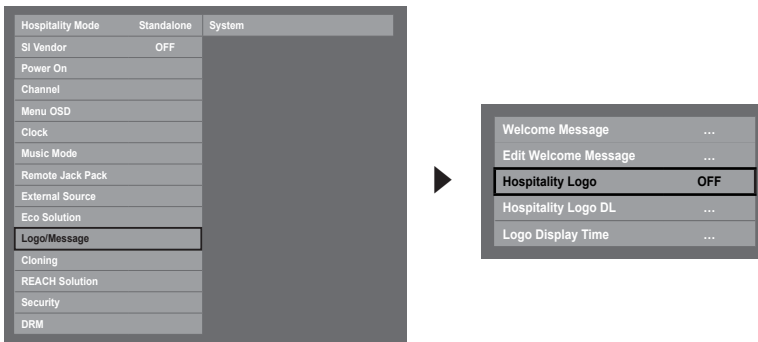 Hospitality Mode Standalone System
SI Vendor OFF
Power On
Channel
Menu OSD
Clock
Music Mode
Remote Jack Pack
External Source
Eco Solution
Logo/Message
Cloning
REACH Solution
Security
DRM
Welcome Message ...
Edit Welcome Message ...
Hospitality Logo OFF
Hospitality Logo DL ...
Logo Display Time ...